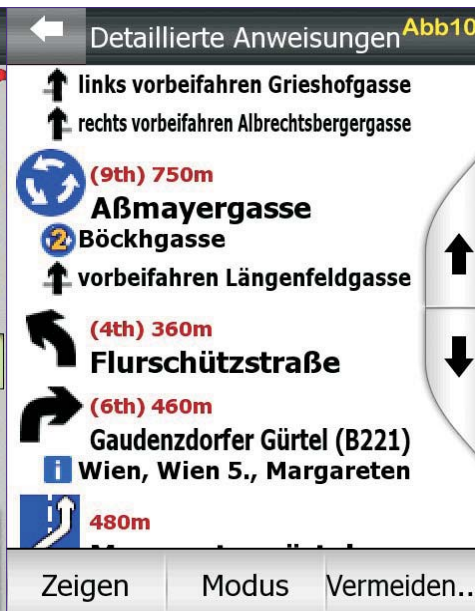 Detaillierte Anweisungen Abb10
links vorbeifahren Grieshofgasse
rechts vorbeifahren Albrechtsbergergasse
(9th) 750m
Aßmayergasse
2 Böckhgasse
vorbeifahren Längenfeldgasse
(4th) 360m
Flurschützstraße
(6th) 460m
Gaudenzdorfer Gürtel (B221)
i Wien, Wien 5., Margareten
480m
Zeigen Modus Vermeiden..